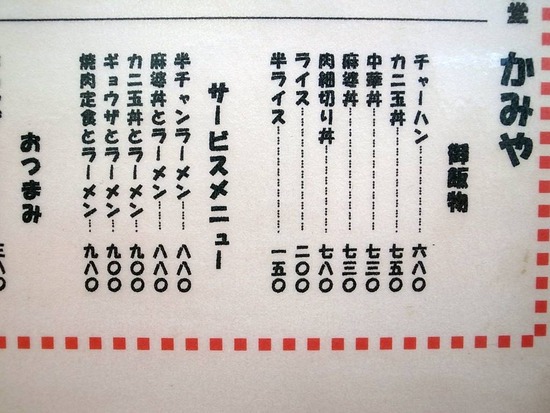 堂
かみや
御飯物
チャーハン……六八〇
カニ玉丼……七五〇
中華丼……七三〇
麻婆丼……七三〇
肉細切り丼……七八〇
ライス……二〇〇
半ライス……一五〇
サービスメニュー
半チャンラーメン……八八〇
麻婆丼とラーメン……八八〇
カニ玉丼とラーメン……九〇〇
ギョウザとラーメン……九〇〇
焼肉定食とラーメン……九八〇
おつまみ
三八〇